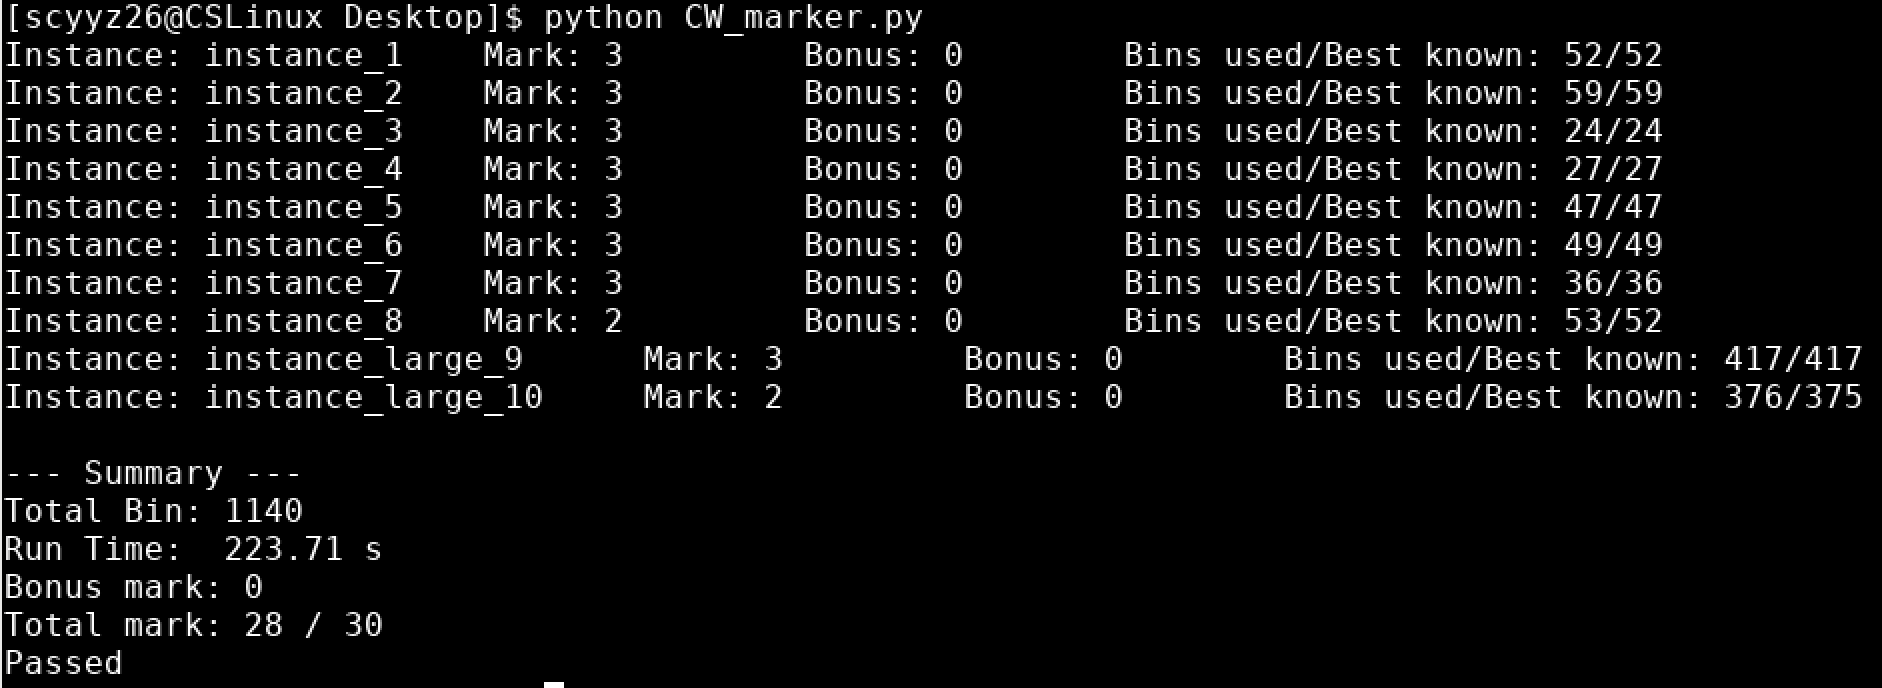 [scyyz26@CSLinux Desktop]$ python CW_marker.py
Instance: instance_1    Mark: 3         Bonus: 0        Bins used/Best known: 52/52
Instance: instance_2    Mark: 3         Bonus: 0        Bins used/Best known: 59/59
Instance: instance_3    Mark: 3         Bonus: 0        Bins used/Best known: 24/24
Instance: instance_4    Mark: 3         Bonus: 0        Bins used/Best known: 27/27
Instance: instance_5    Mark: 3         Bonus: 0        Bins used/Best known: 47/47
Instance: instance_6    Mark: 3         Bonus: 0        Bins used/Best known: 49/49
Instance: instance_7    Mark: 3         Bonus: 0        Bins used/Best known: 36/36
Instance: instance_8    Mark: 2         Bonus: 0        Bins used/Best known: 53/52
Instance: instance_large_9      Mark: 3         Bonus: 0        Bins used/Best known: 417/417
Instance: instance_large_10     Mark: 2         Bonus: 0        Bins used/Best known: 376/375
--- Summary ---
Total Bin: 1140
Run Time:  223.71 s
Bonus mark: 0
Total mark: 28 / 30
Passed